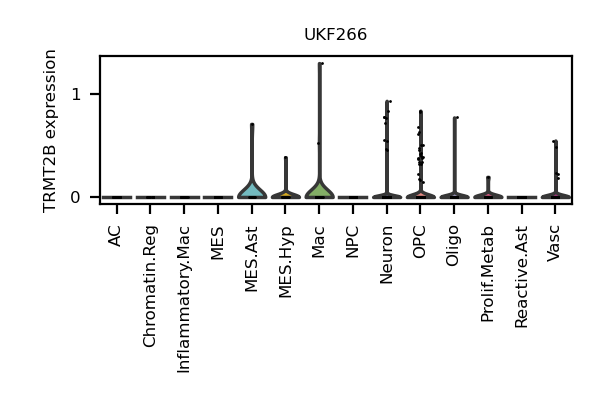 UKF266
TRMT2B expression
1
0
AC
Chromatin.Reg
Inflammatory.Mac
MES
MES.Ast
MES.Hyp
Mac
NPC
Neuron
OPC
Oligo
Prolif.Metab
Reactive.Ast
Vasc